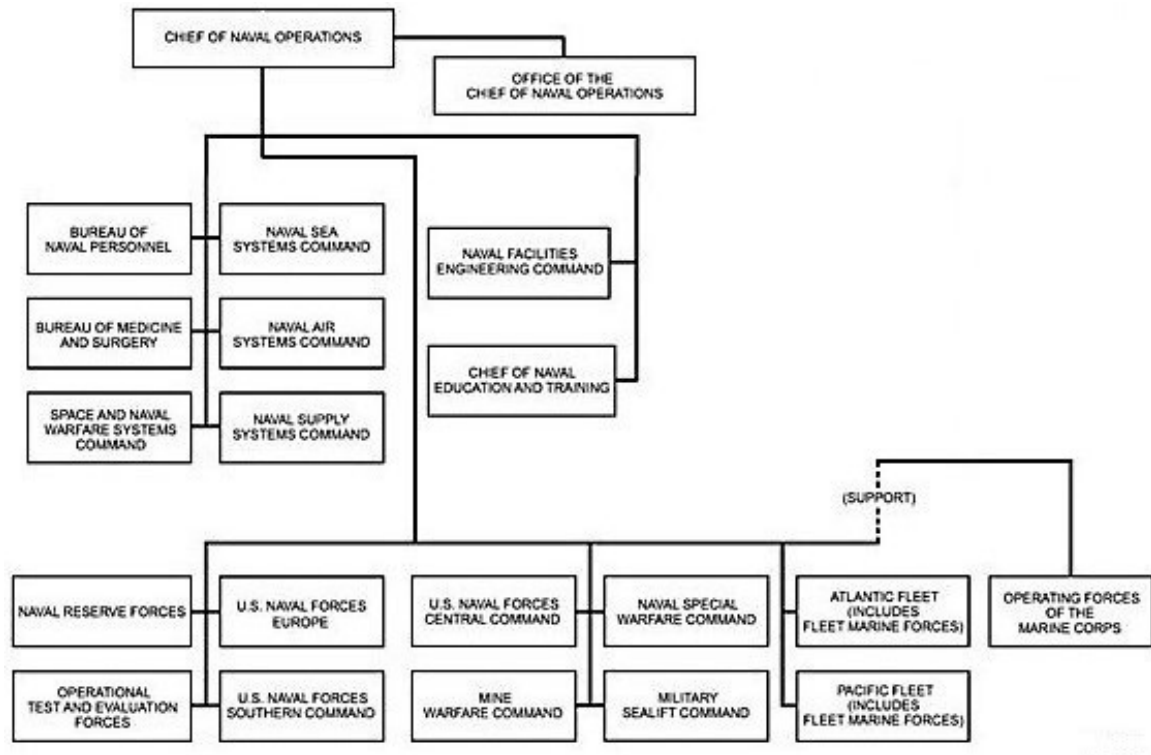 CHIEF OF NAVAL OPERATIONS
OFFICE OF THE
CHIEF OF NAVAL OPERATIONS
BUREAU OF
NAVAL PERSONNEL
NAVAL SEA
SYSTEMS COMMAND
NAVAL FACILITIES
ENGINEERING COMMAND
BUREAU OF MEDICINE
AND SURGERY
NAVAL AIR
SYSTEMS COMMAND
CHIEF OF NAVAL
EDUCATION AND TRAINING
SPACE AND NAVAL
WARFARE SYSTEMS
COMMAND
NAVAL SUPPLY
SYSTEMS COMMAND
(SUPPORT)
NAVAL RESERVE FORCES
U.S. NAVAL FORCES
EUROPE
U.S. NAVAL FORCES
CENTRAL COMMAND
NAVAL SPECIAL
WARFARE COMMAND
ATLANTIC FLEET
(INCLUDES
FLEET MARINE FORCES)
OPERATING FORCES
OF THE
MARINE CORPS
OPERATIONAL
TEST AND EVALUATION
FORCES
U.S. NAVAL FORCES
SOUTHERN COMMAND
MINE
WARFARE COMMAND
MILITARY
SEALIFT COMMAND
PACIFIC FLEET
(INCLUDES
FLEET MARINE FORCES)